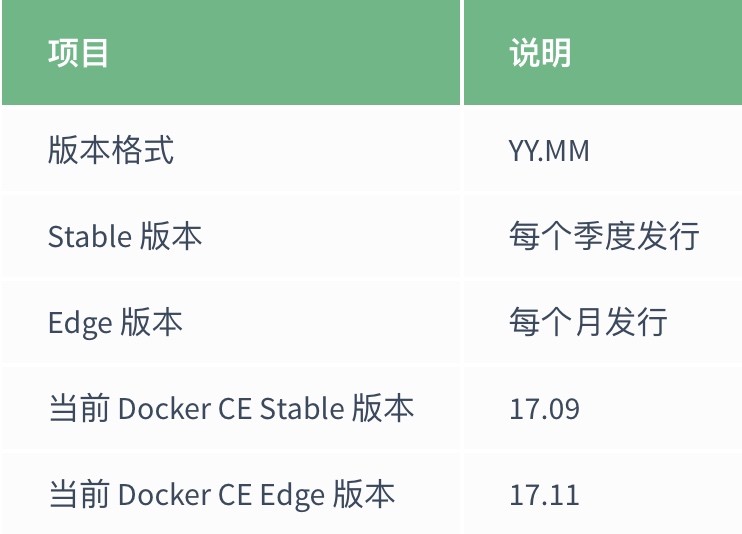 项目 说明
版本格式 YY.MM
Stable 版本 每个季度发行
Edge 版本 每个月发行
当前 Docker CE Stable 版本 17.09
当前 Docker CE Edge 版本 17.11